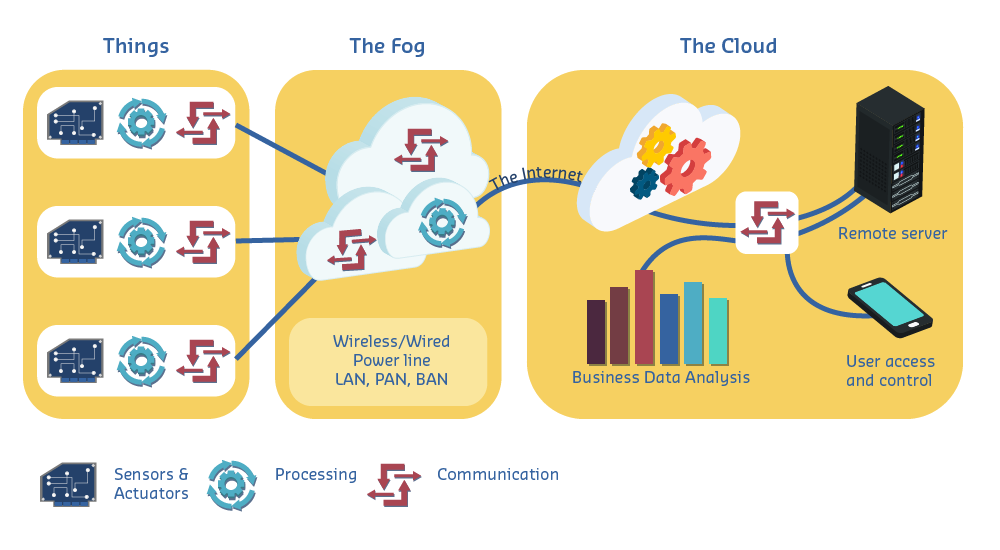 Things
The Fog
The Cloud
The Internet
Remote server
Wireless/Wired
Power line
LAN, PAN, BAN
Business Data Analysis
User access
and control
Sensors &
Actuators
Processing
Communication